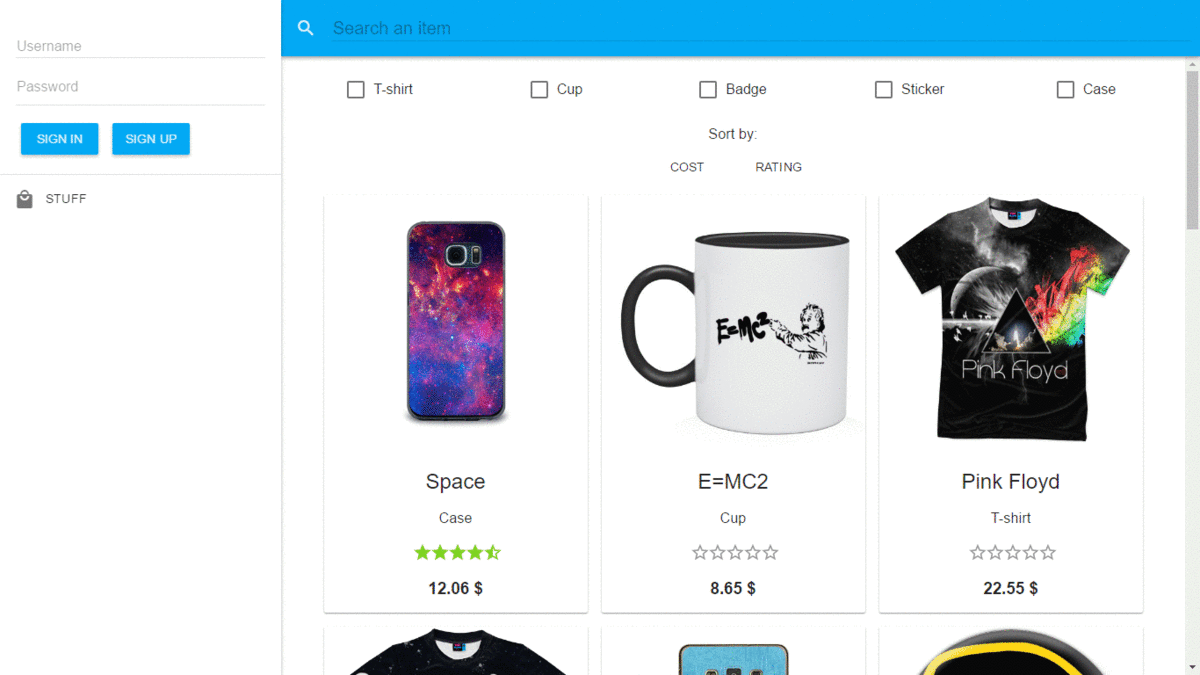 Username
Password
SIGN IN
SIGN UP
STUFF
Search an item
T-shirt
Cup
Badge
Sticker
Case
Sort by:
COST
RATING
E=MC2
Pink Floyd
Space
E=MC2
Pink Floyd
Case
Cup
T-shirt
12.06 $
8.65 $
22.55 $